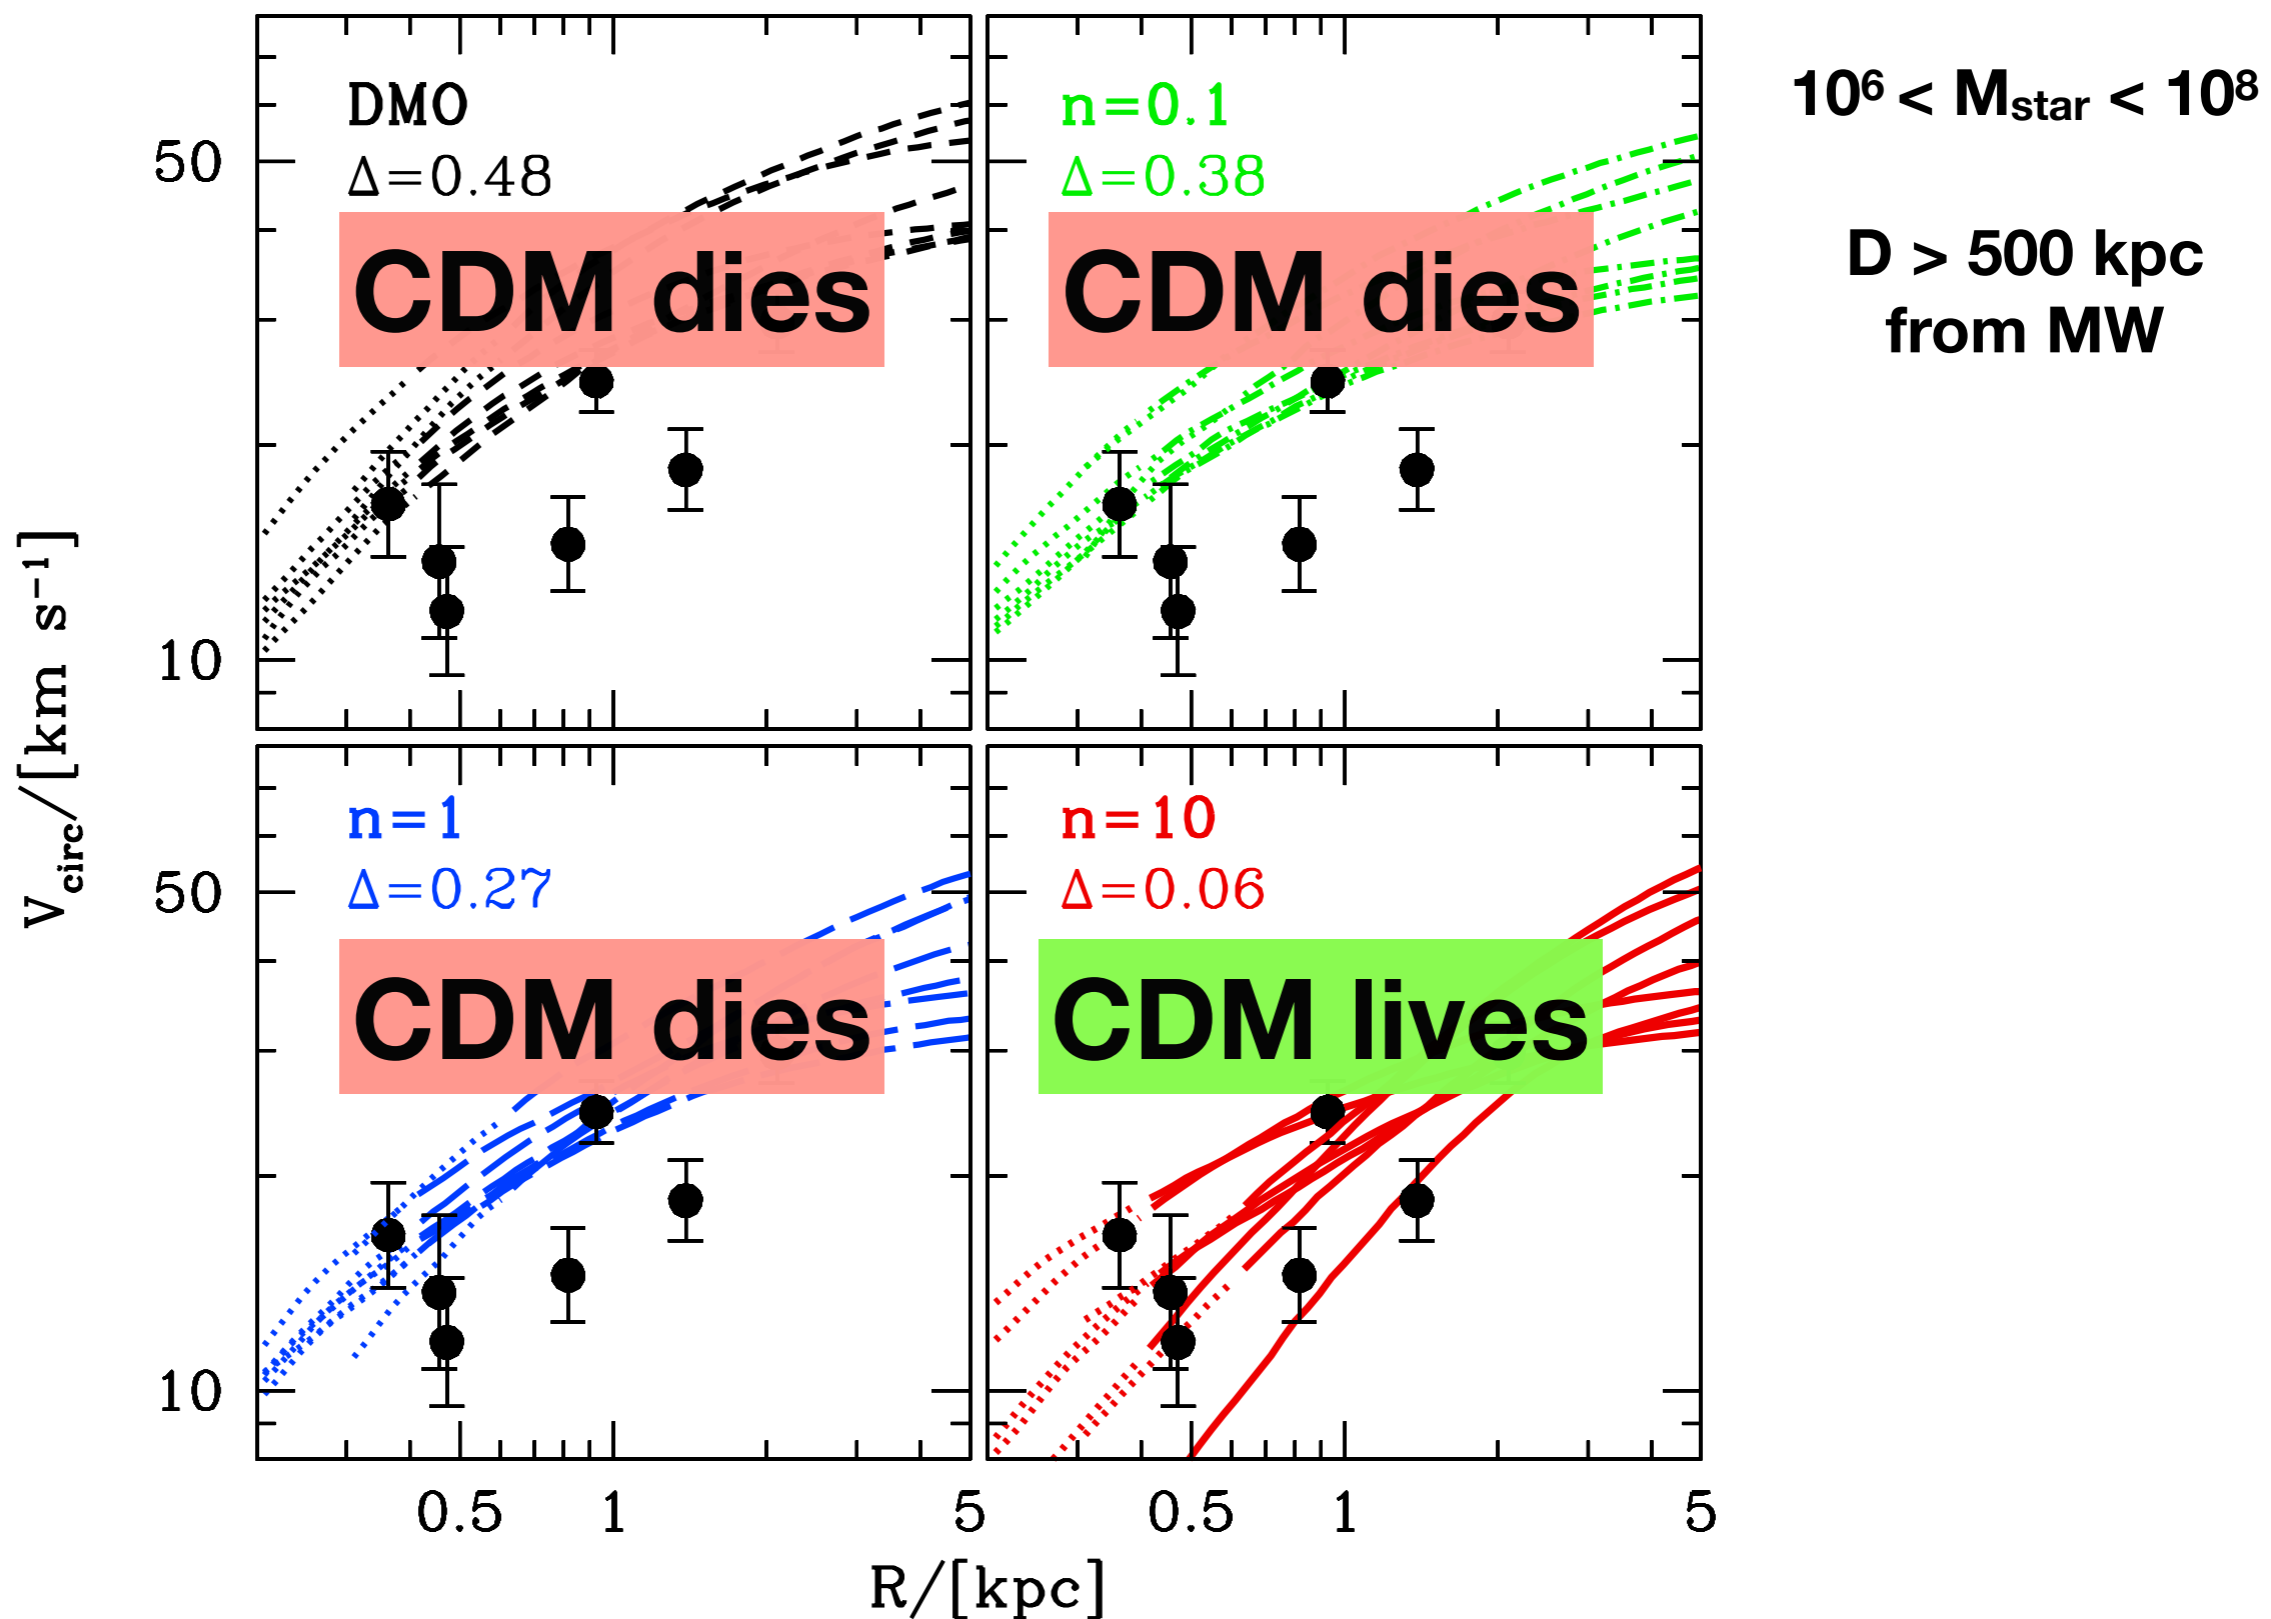 DMO
Δ=0.48
CDM dies
n=0.1
Δ=0.38
CDM dies
10⁶ < Mstar < 10⁸
D > 500 kpc
from MW
50
10
n=1
Δ=0.27
CDM dies
n=10
Δ=0.06
CDM lives
50
10
Vcirc/[km s⁻¹]
0.5 1 5 0.5 1 5
R/[kpc]